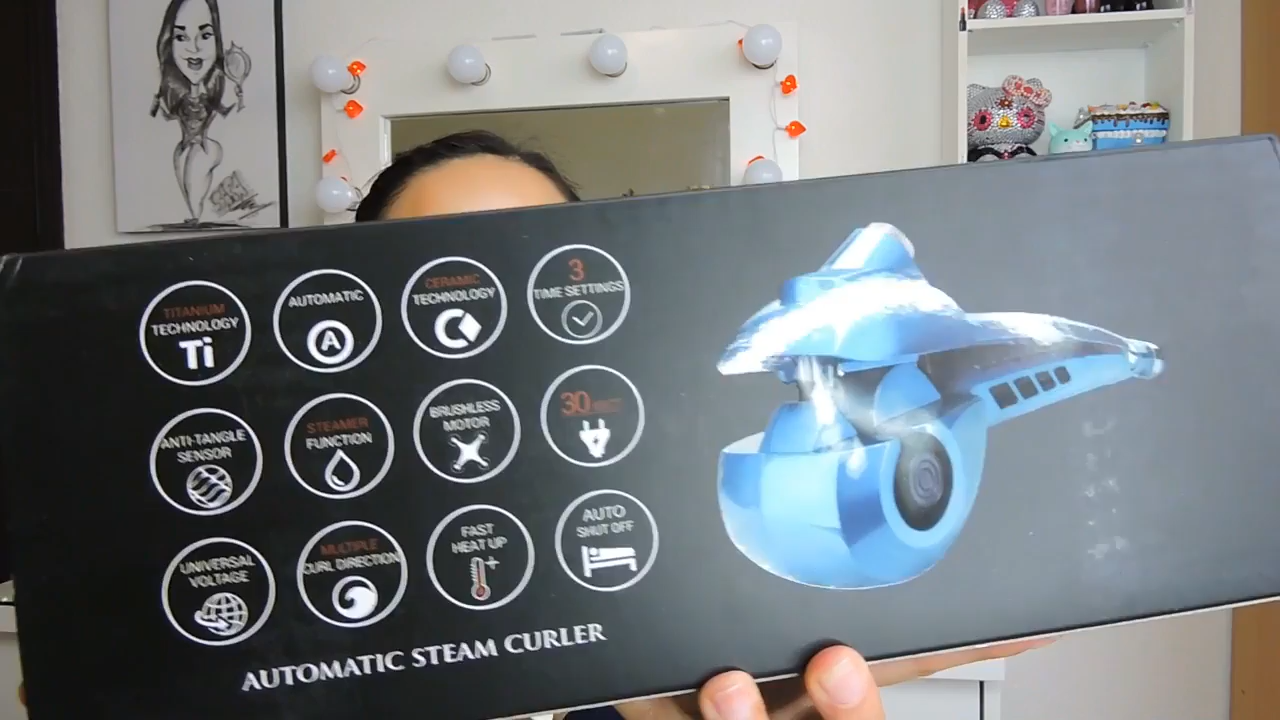 TITANIUM
TECHNOLOGY
Ti
AUTOMATIC
A
CERAMIC
TECHNOLOGY
3
TIME SETTINGS
ANTI-TANGLE
SENSOR
STEAMER
FUNCTION
BRUSHLESS
MOTOR
30
UNIVERSAL
VOLTAGE
MULTIPLE
CURL DIRECTION
FAST
HEAT UP
AUTO
SHUT OFF
AUTOMATIC STEAM CURLER